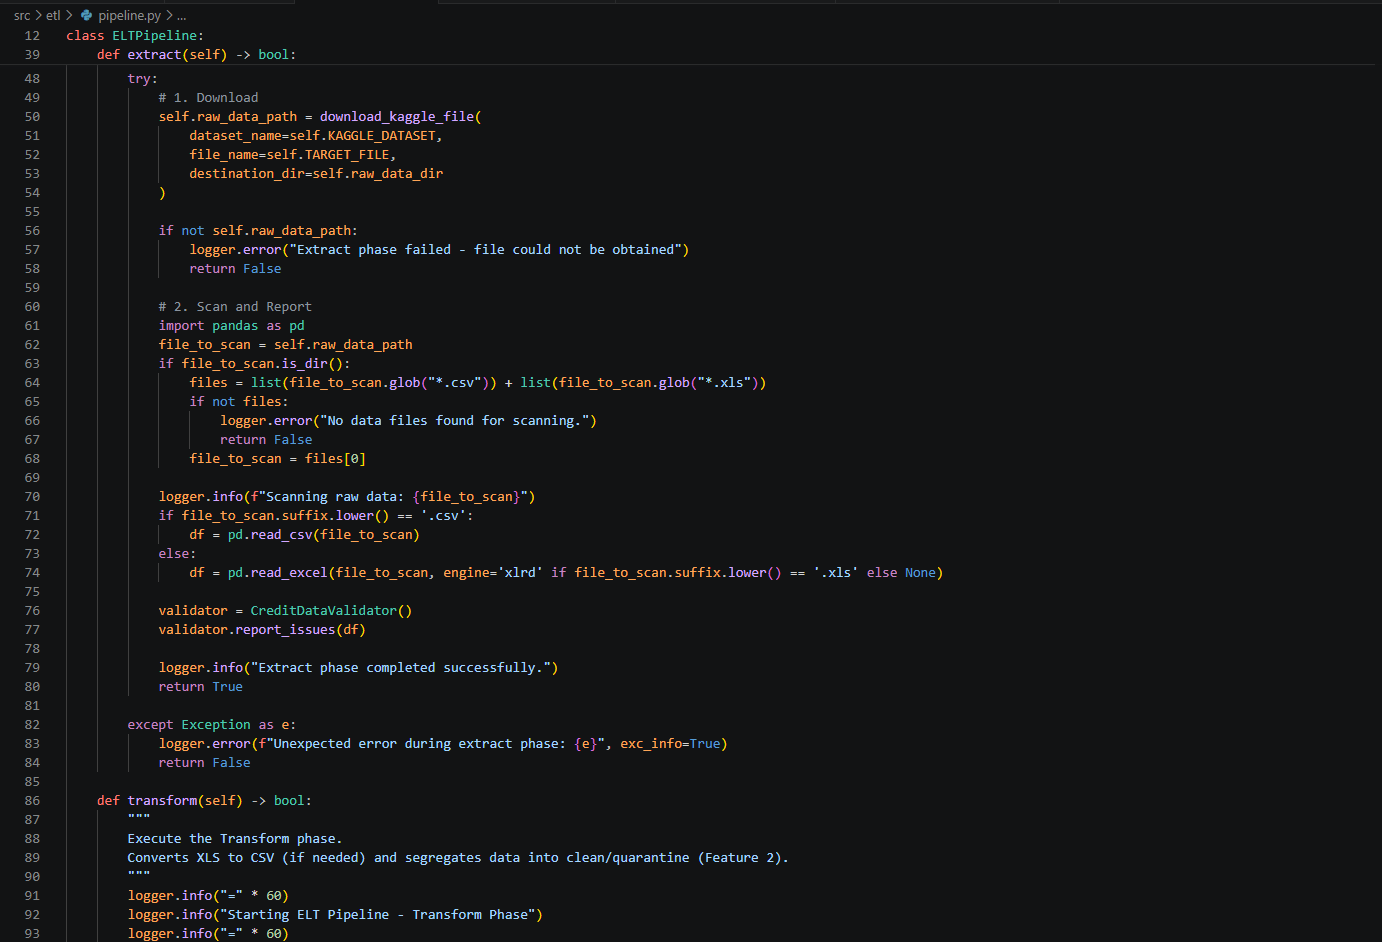 src > etl > pipeline.py > ...
12 class ELTPipeline:
39     def extract(self) -> bool:
48         try:
49             # 1. Download
50             self.raw_data_path = download_kaggle_file(
51                 dataset_name=self.KAGGLE_DATASET,
52                 file_name=self.TARGET_FILE,
53                 destination_dir=self.raw_data_dir
54             )
55
56             if not self.raw_data_path:
57                 logger.error("Extract phase failed - file could not be obtained")
58                 return False
59
60             # 2. Scan and Report
61             import pandas as pd
62             file_to_scan = self.raw_data_path
63             if file_to_scan.is_dir():
64                 files = list(file_to_scan.glob("*.csv")) + list(file_to_scan.glob("*.xls"))
65                 if not files:
66                     logger.error("No data files found for scanning.")
67                     return False
68                 file_to_scan = files[0]
69
70             logger.info(f"Scanning raw data: {file_to_scan}")
71             if file_to_scan.suffix.lower() == '.csv':
72                 df = pd.read_csv(file_to_scan)
73             else:
74                 df = pd.read_excel(file_to_scan, engine='xlrd' if file_to_scan.suffix.lower() == '.xls' else None)
75
76             validator = CreditDataValidator()
77             validator.report_issues(df)
78
79             logger.info("Extract phase completed successfully.")
80             return True
81
82         except Exception as e:
83             logger.error(f"Unexpected error during extract phase: {e}", exc_info=True)
84             return False
85
86     def transform(self) -> bool:
87         """
88         Execute the Transform phase.
89         Converts XLS to CSV (if needed) and segregates data into clean/quarantine (Feature 2).
90         """
91         logger.info("=" * 60)
92         logger.info("Starting ELT Pipeline - Transform Phase")
93         logger.info("=" * 60)